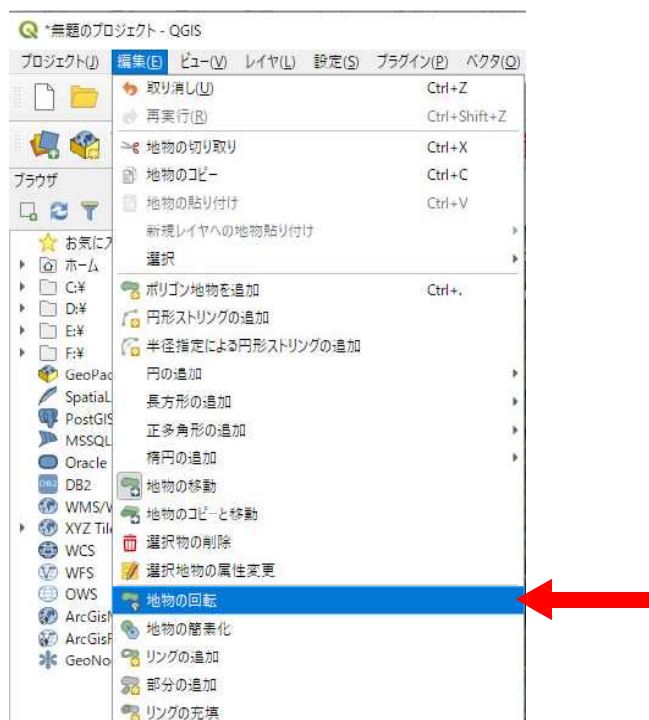 *無題のプロジェクト - QGIS
プロジェクト(J) 編集(E) ビュー(V) レイヤ(L) 設定(S) プラグイン(P) ベクタ(O)
取り消し(U) Ctrl+Z
再実行(R) Ctrl+Shift+Z
地物の切り取り Ctrl+X
地物のコピー Ctrl+C
地物の貼り付け Ctrl+V
新規レイヤへの地物貼り付け
選択
ポリゴン地物を追加 Ctrl+.
円形ストリングの追加
半径指定による円形ストリングの追加
円の追加
長方形の追加
正多角形の追加
楕円の追加
地物の移動
地物のコピーと移動
選択物の削除
選択地物の属性変更
地物の回転
地物の簡素化
リングの追加
部分の追加
リングの充填
ブラウザ
お気に入
ホーム
C:¥
D:¥
E:¥
F:¥
GeoPac
SpatiaL
PostGIS
MSSQL
Oracle
DB2
WMS/
XYZ Tile
WCS
WFS
OWS
ArcGis
ArcGis
GeoNo